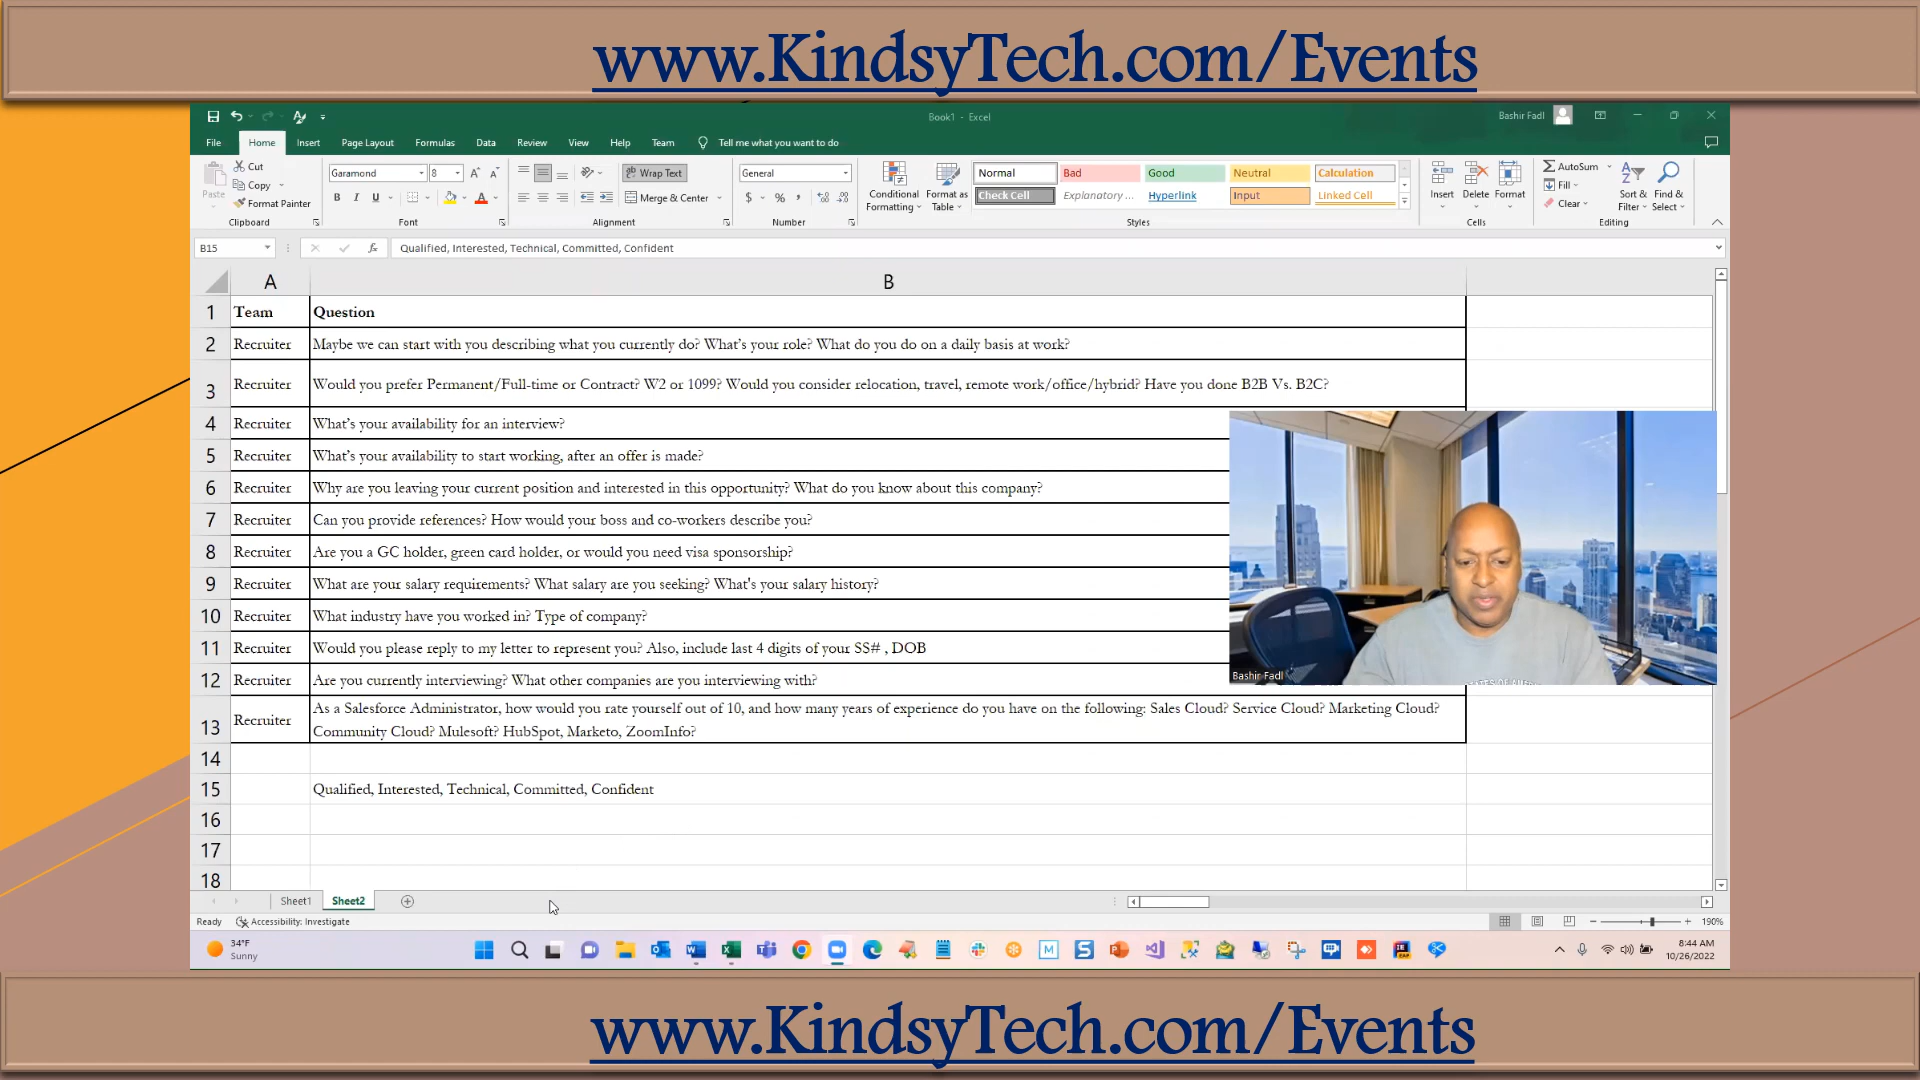 www.KindsyTech.com/Events
Book1 - Excel
Bashir Fadl
File Home Insert Page Layout Formulas Data Review View Help Team Tell me what you want to do
Paste
Cut
Copy
Format Painter
Clipboard
Garamond 8
B I U
Font
Wrap Text
Merge & Center
Alignment
General
$ % ,
Number
Conditional Formatting
Format as Table
Normal Bad Good Neutral Calculation
Check Cell Explanatory ... Hyperlink Input Linked Cell
Styles
Insert Delete Format
Cells
AutoSum
Fill
Clear
Sort & Filter
Find & Select
Editing
B15 fx Qualified, Interested, Technical, Committed, Confident
A B
1 Team Question
2 Recruiter Maybe we can start with you describing what you currently do? What's your role? What do you do on a daily basis at work?
3 Recruiter Would you prefer Permanent/Full-time or Contract? W2 or 1099? Would you consider relocation, travel, remote work/office/hybrid? Have you done B2B Vs. B2C?
4 Recruiter What's your availability for an interview?
5 Recruiter What's your availability to start working, after an offer is made?
6 Recruiter Why are you leaving your current position and interested in this opportunity? What do you know about this company?
7 Recruiter Can you provide references? How would your boss and co-workers describe you?
8 Recruiter Are you a GC holder, green card holder, or would you need visa sponsorship?
9 Recruiter What are your salary requirements? What salary are you seeking? What's your salary history?
10 Recruiter What industry have you worked in? Type of company?
11 Recruiter Would you please reply to my letter to represent you? Also, include last 4 digits of your SS# , DOB
12 Recruiter Are you currently interviewing? What other companies are you interviewing with?
13 Recruiter As a Salesforce Administrator, how would you rate yourself out of 10, and how many years of experience do you have on the following: Sales Cloud? Service Cloud? Marketing Cloud?
Community Cloud? Mulesoft? HubSpot, Marketo, ZoomInfo?
14
15 Qualified, Interested, Technical, Committed, Confident
16
17
18
Bashir Fadl
Sheet1 Sheet2
Ready Accessibility: Investigate 190%
34°F
Sunny
8:44 AM
10/26/2022
www.KindsyTech.com/Events